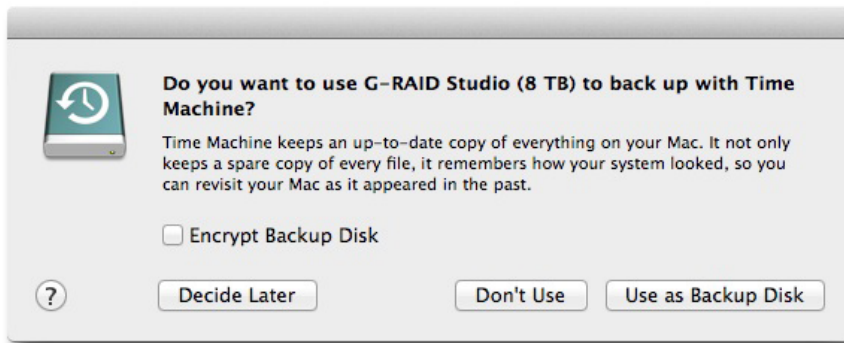 Do you want to use G-RAID Studio (8 TB) to back up with Time
Machine?
Time Machine keeps an up-to-date copy of everything on your Mac. It not only
keeps a spare copy of every file, it remembers how your system looked, so you
can revisit your Mac as it appeared in the past.
Encrypt Backup Disk
? Decide Later Don't Use Use as Backup Disk